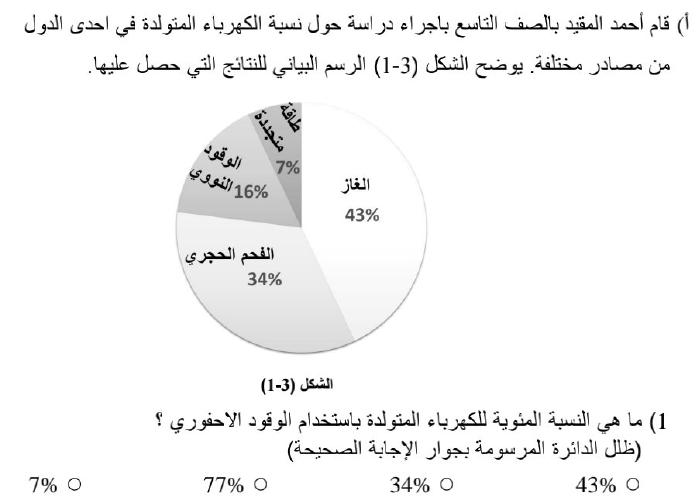 أ) قام أحمد المقيد بالصف التاسع باجراء دراسة حول نسبة الكهرباء المتولدة في احدى الدول
من مصادر مختلفة. يوضح الشكل (3-1) الرسم البياني للنتائج التي حصل عليها.
طاقة
متجددة
7%
الوقود
النووي
16%
الغاز
43%
الفحم الحجري
34%
الشكل (3-1)
1) ما هي النسبة المئوية للكهرباء المتولدة باستخدام الوقود الاحفوري ؟
(ظلل الدائرة المرسومة بجوار الإجابة الصحيحة)
43% 34% 77% 7%